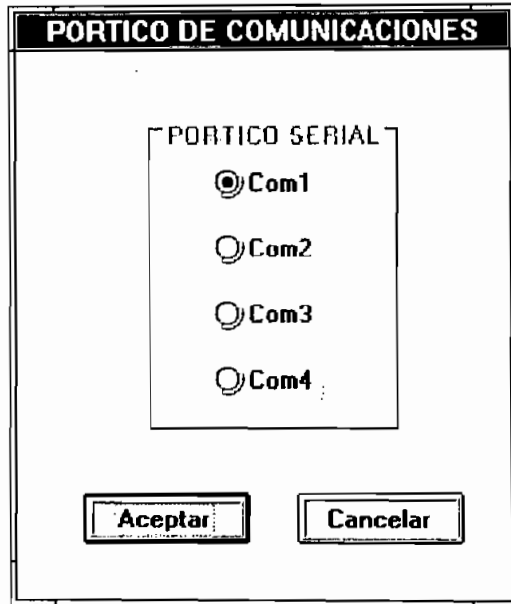 PORTICO DE COMUNICACIONES
PORTICO SERIAL
Com1
Com2
Com3
Com4
Aceptar Cancelar